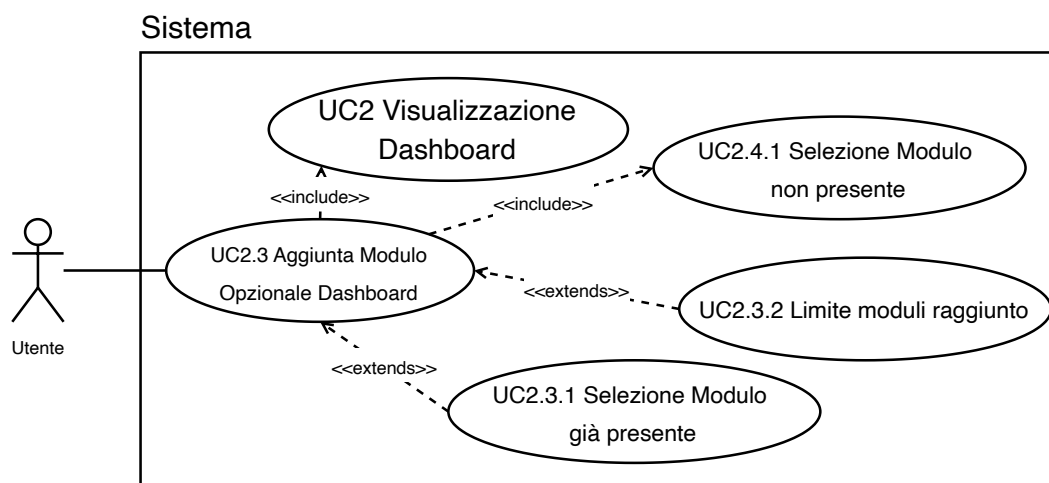 Sistema
UC2 Visualizzazione
Dashboard
UC2.4.1 Selezione Modulo
non presente
<<include>>
<<include>>
UC2.3 Aggiunta Modulo
Opzionale Dashboard
<<extends>>
UC2.3.2 Limite moduli raggiunto
Utente
<<extends>>
UC2.3.1 Selezione Modulo
già presente